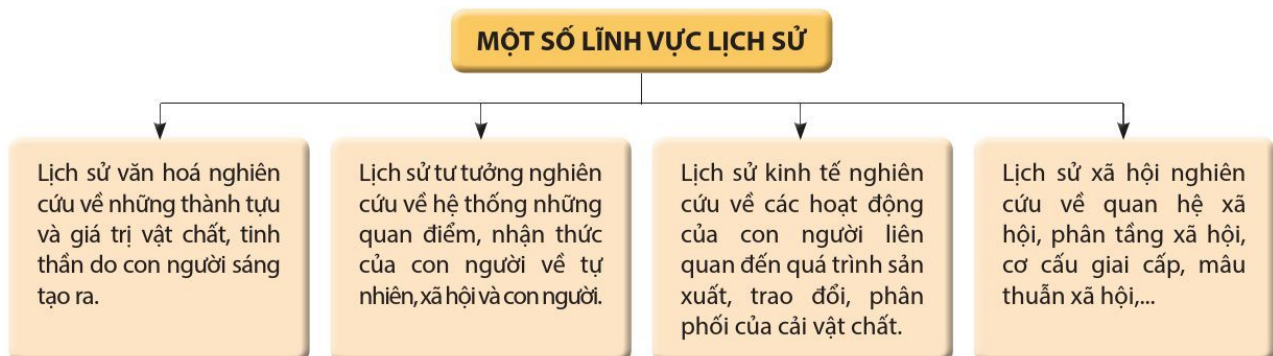 MỘT SỐ LĨNH VỰC LỊCH SỬ
Lịch sử văn hoá nghiên
cứu về những thành tựu
và giá trị vật chất, tinh
thần do con người sáng
tạo ra.
Lịch sử tư tưởng nghiên
cứu về hệ thống những
quan điểm, nhận thức
của con người về tự
nhiên, xã hội và con người.
Lịch sử kinh tế nghiên
cứu về các hoạt động
của con người liên
quan đến quá trình sản
xuất, trao đổi, phân
phối của cải vật chất.
Lịch sử xã hội nghiên
cứu về quan hệ xã
hội, phân tầng xã hội,
cơ cấu giai cấp, mâu
thuẫn xã hội,...